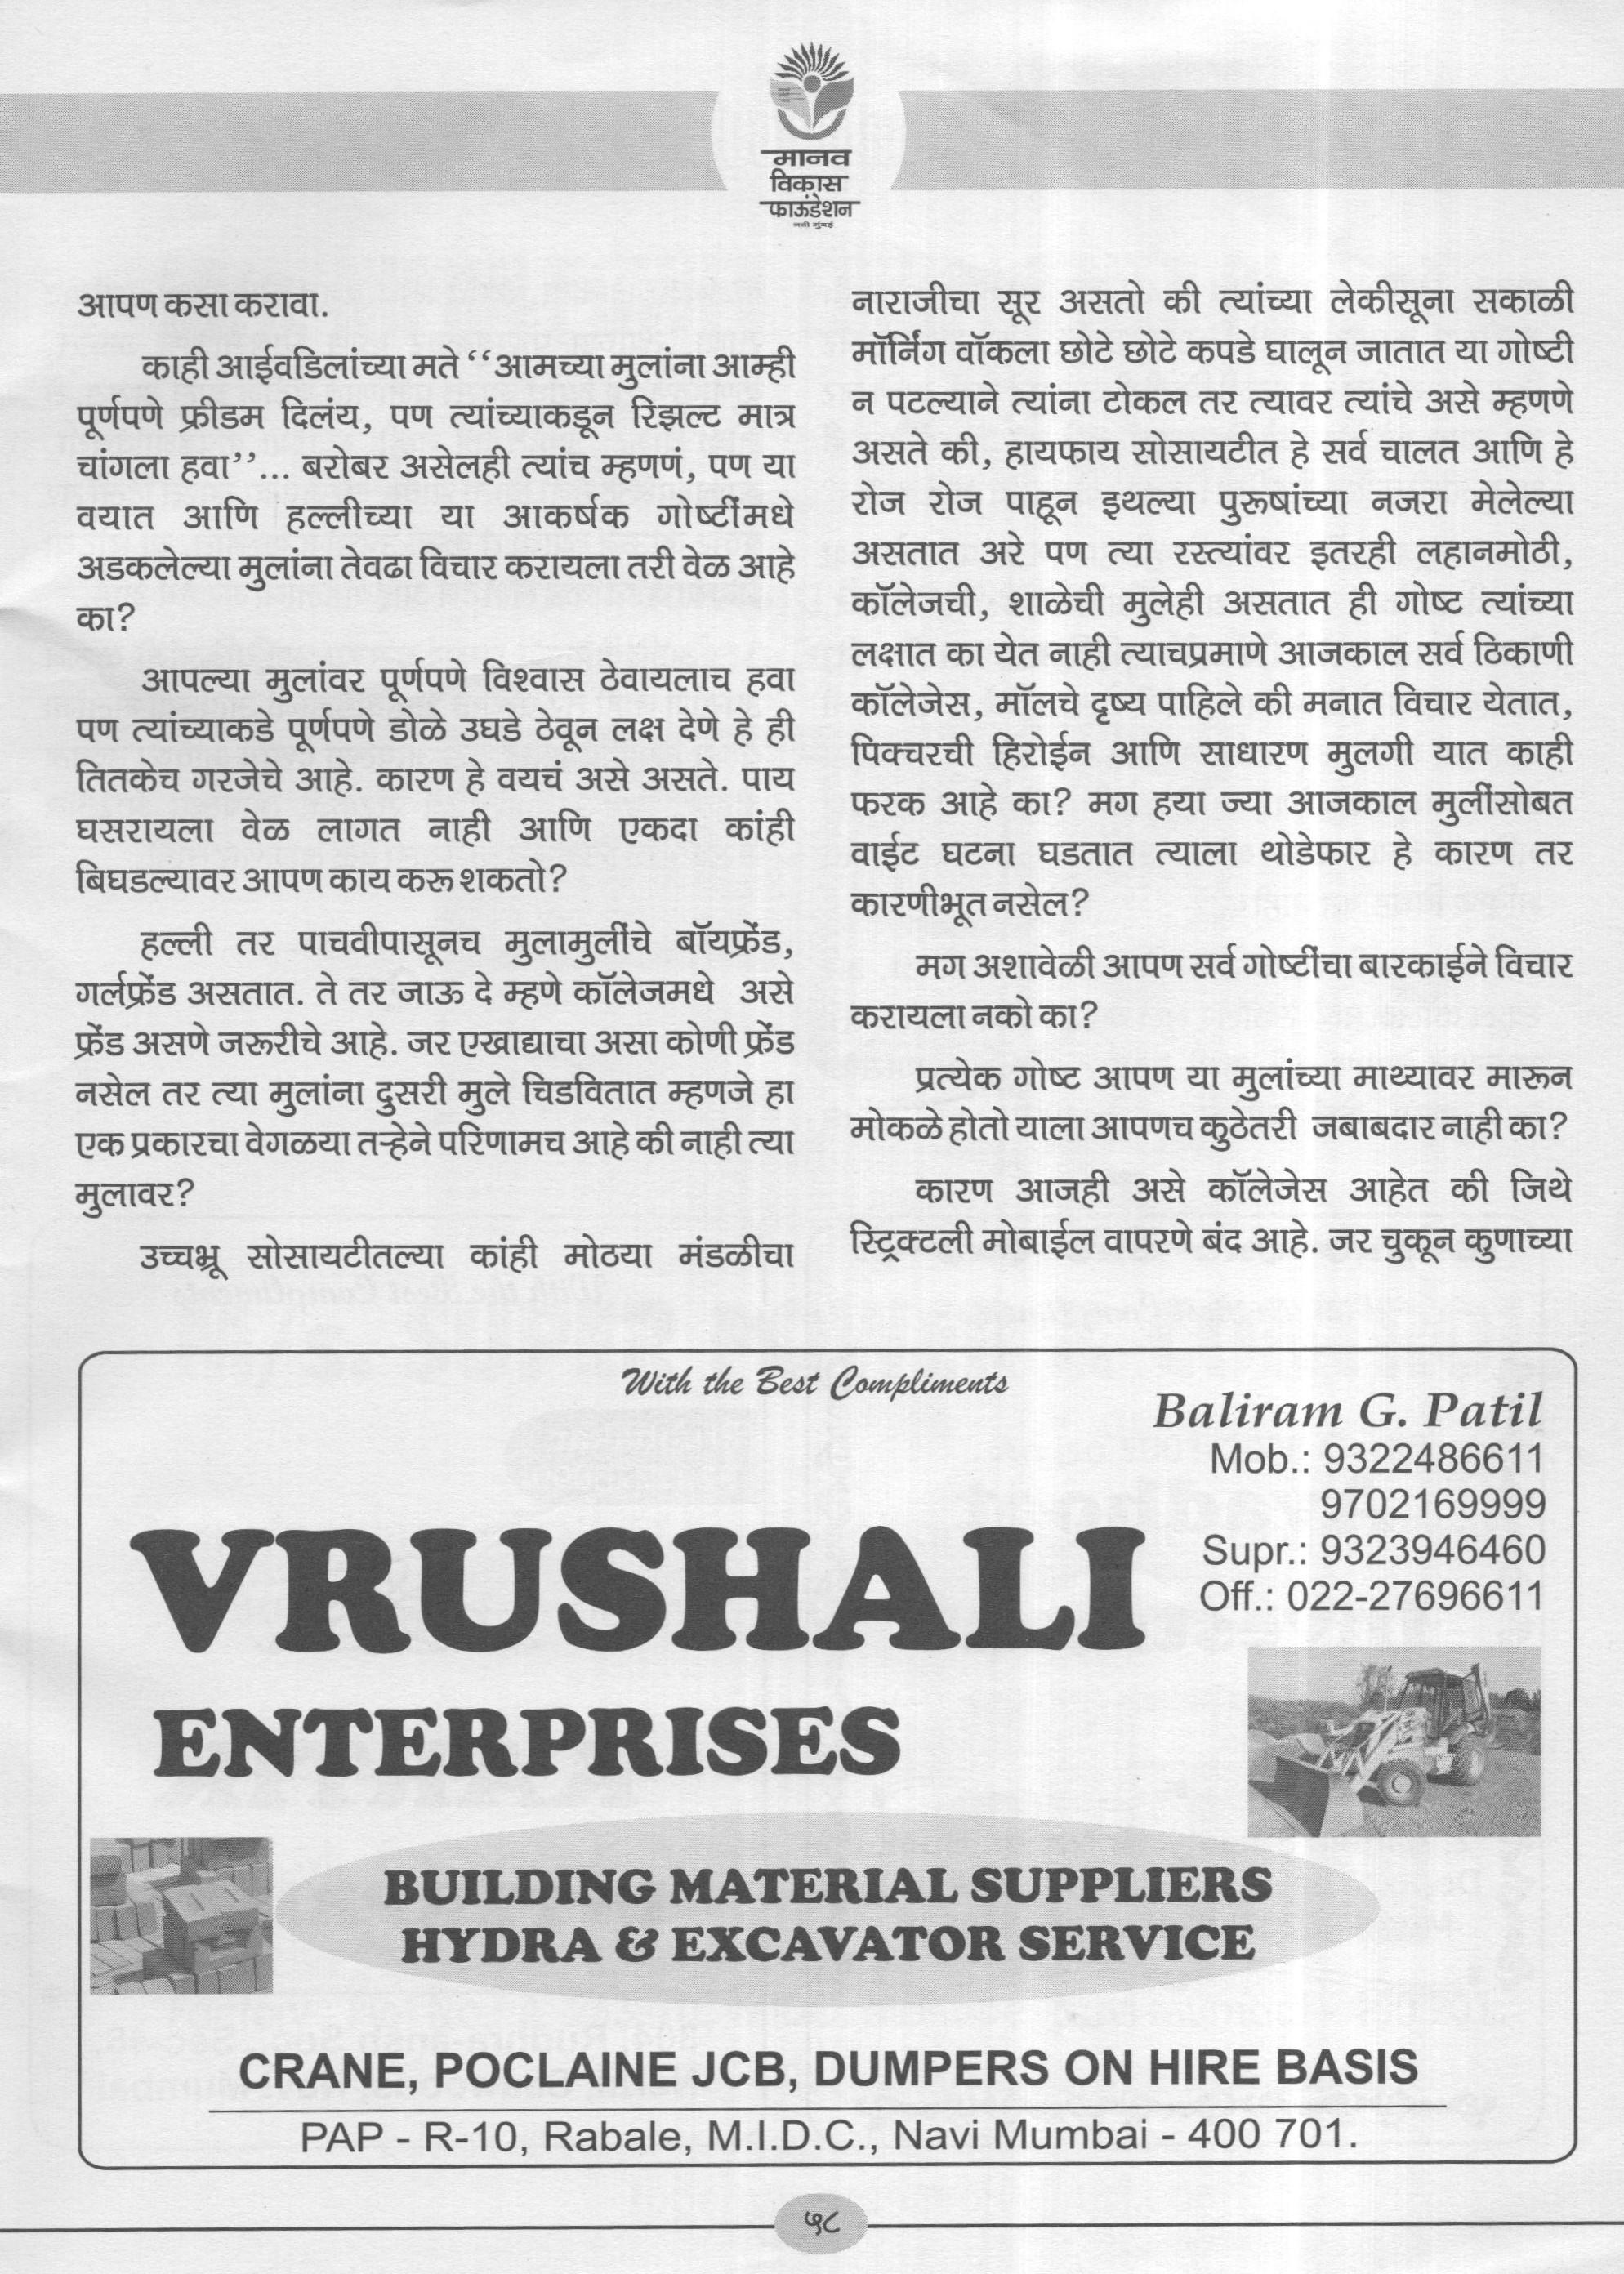 मानव
विकास
फाऊंडेशन
नवी मुंबई
आपण कसा करावा.
काही आईवडिलांच्या मते ‘‘आमच्या मुलांना आम्ही
पूर्णपणे फ्रीडम दिलंय, पण त्यांच्याकडून रिझल्ट मात्र
चांगला हवा’’... बरोबर असेलही त्यांच म्हणणं, पण या
वयात आणि हल्लीच्या या आकर्षक गोष्टींमधे
अडकलेल्या मुलांना तेवढा विचार करायला तरी वेळ आहे
का?
आपल्या मुलांवर पूर्णपणे विश्वास ठेवायलाच हवा
पण त्यांच्याकडे पूर्णपणे डोळे उघडे ठेवून लक्ष देणे हे ही
तितकेच गरजेचे आहे. कारण हे वयचं असे असते. पाय
घसरायला वेळ लागत नाही आणि एकदा कांही
बिघडल्यावर आपण काय करू शकतो?
हल्ली तर पाचवीपासूनच मुलामुलींचे बॉयफ्रेंड,
गर्लफ्रेंड असतात. ते तर जाऊ दे म्हणे कॉलेजमधे असे
फ्रेंड असणे जरूरीचे आहे. जर एखाद्याचा असा कोणी फ्रेंड
नसेल तर त्या मुलांना दुसरी मुले चिडवितात म्हणजे हा
एक प्रकारचा वेगळया तऱ्हेने परिणामच आहे की नाही त्या
मुलावर?
उच्चभ्रू सोसायटीतल्या कांही मोठया मंडळीचा
नाराजीचा सूर असतो की त्यांच्या लेकीसूना सकाळी
मॉर्निंग वॉकला छोटे छोटे कपडे घालून जातात या गोष्टी
न पटल्याने त्यांना टोकल तर त्यावर त्यांचे असे म्हणणे
असते की, हायफाय सोसायटीत हे सर्व चालत आणि हे
रोज रोज पाहून इथल्या पुरूषांच्या नजरा मेलेल्या
असतात अरे पण त्या रस्त्यांवर इतरही लहानमोठी,
कॉलेजची, शाळेची मुलेही असतात ही गोष्ट त्यांच्या
लक्षात का येत नाही त्याचप्रमाणे आजकाल सर्व ठिकाणी
कॉलेजेस, मॉलचे दृष्य पाहिले की मनात विचार येतात,
पिक्चरची हिरोईन आणि साधारण मुलगी यात काही
फरक आहे का? मग हया ज्या आजकाल मुलींसोबत
वाईट घटना घडतात त्याला थोडेफार हे कारण तर
कारणीभूत नसेल?
मग अशावेळी आपण सर्व गोष्टींचा बारकाईने विचार
करायला नको का?
प्रत्येक गोष्ट आपण या मुलांच्या माथ्यावर मारून
मोकळे होतो याला आपणच कुठेतरी जबाबदार नाही का?
कारण आजही असे कॉलेजेस आहेत की जिथे
स्ट्रिक्टली मोबाईल वापरणे बंद आहे. जर चुकून कुणाच्या
With the Best Compliments
Baliram G. Patil
Mob.: 9322486611
9702169999
Supr.: 9323946460
Off.: 022-27696611
VRUSHALI
ENTERPRISES
BUILDING MATERIAL SUPPLIERS
HYDRA & EXCAVATOR SERVICE
CRANE, POCLAINE JCB, DUMPERS ON HIRE BASIS
PAP - R-10, Rabale, M.I.D.C., Navi Mumbai - 400 701.
५८